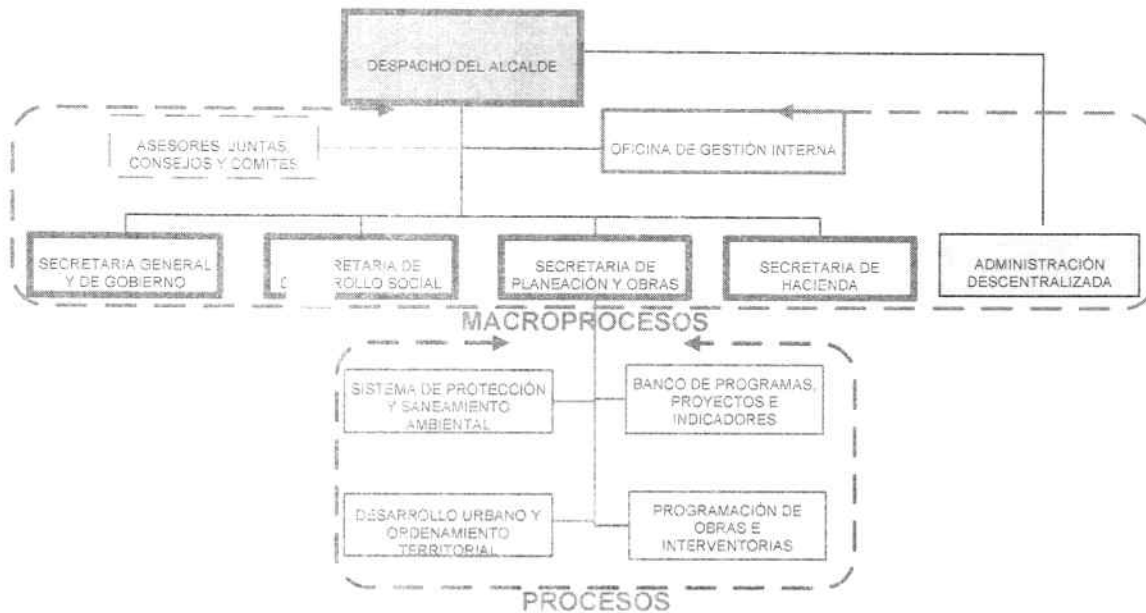 DESPACHO DEL ALCALDE
ASESORES, JUNTAS,
CONSEJOS Y COMITES
OFICINA DE GESTIÓN INTERNA
SECRETARIA GENERAL
Y DE GOBIERNO
RETARIA DE
D RROLLO SOCIAL
SECRETARIA DE
PLANEACIÓN Y OBRAS
SECRETARIA DE
HACIENDA
ADMINISTRACIÓN
DESCENTRALIZADA
MACROPROCESOS
SISTEMA DE PROTECCIÓN
Y SANEAMIENTO
AMBIENTAL
BANCO DE PROGRAMAS,
PROYECTOS E
INDICADORES
DESARROLLO URBANO Y
ORDENAMIENTO
TERRITORIAL
PROGRAMACIÓN DE
OBRAS E
INTERVENTORIAS
PROCESOS